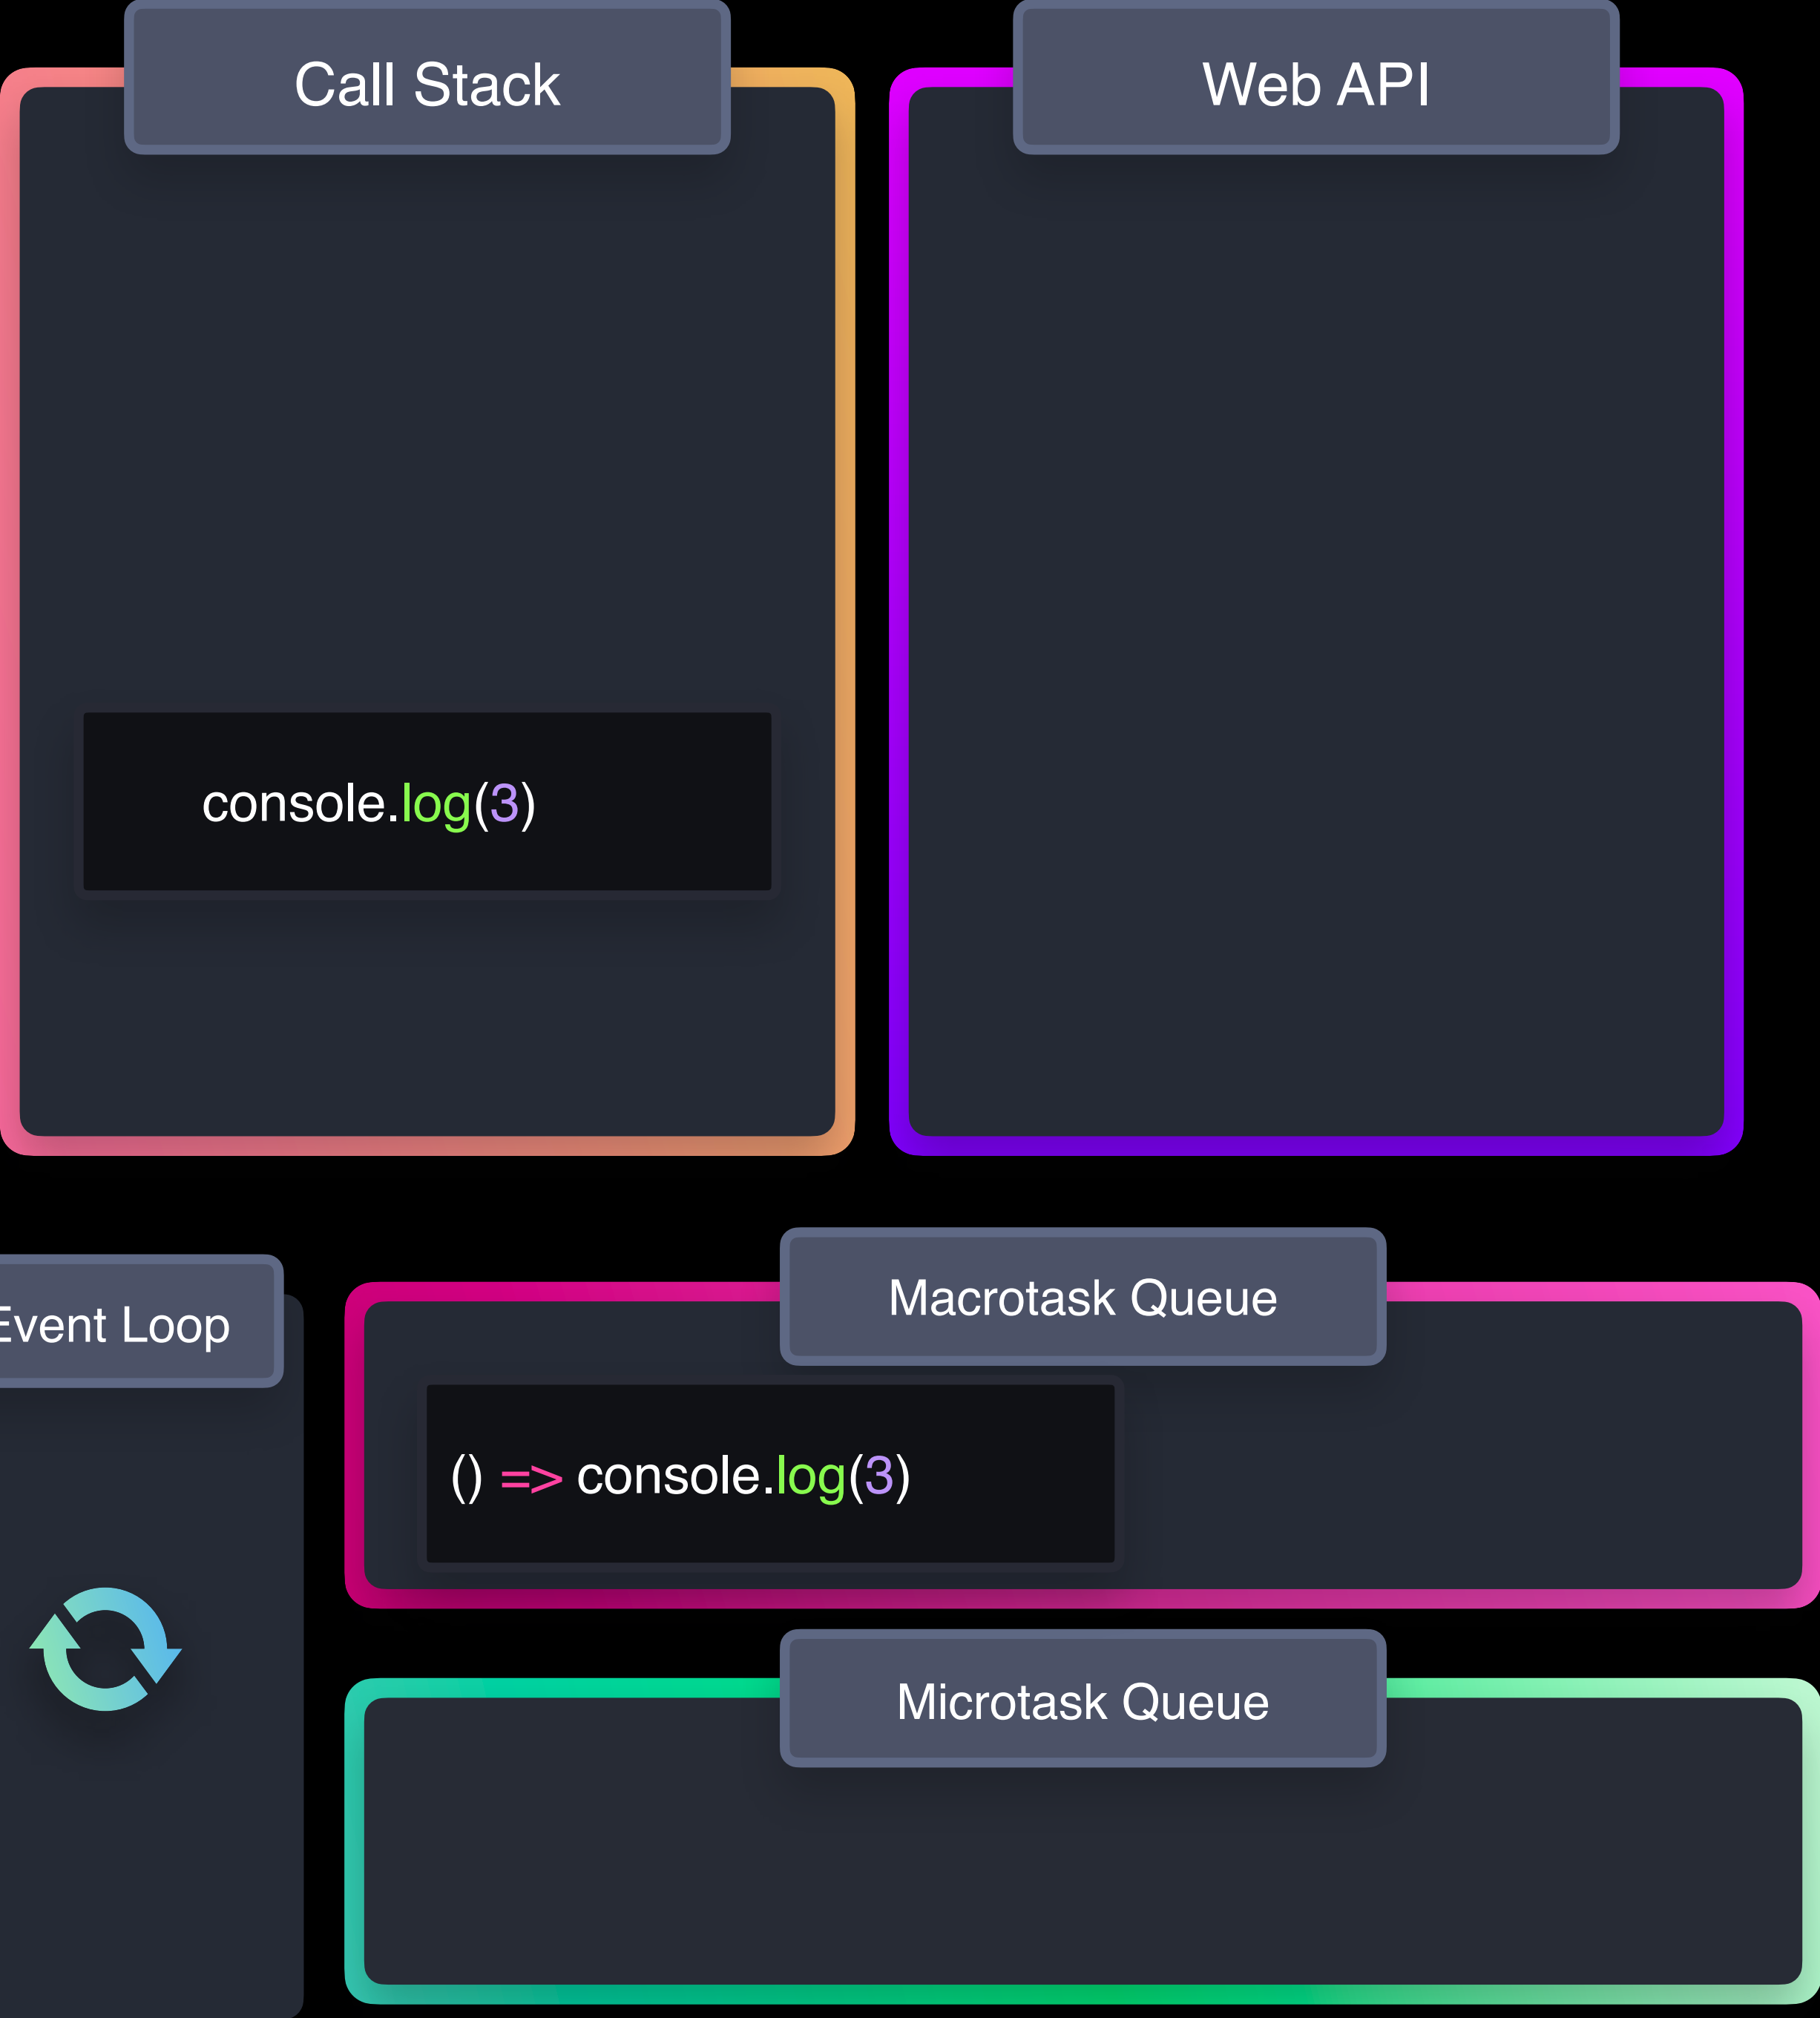 Call Stack
Web API
console.log(3)
Event Loop
Macrotask Queue
() => console.log(3)
Microtask Queue